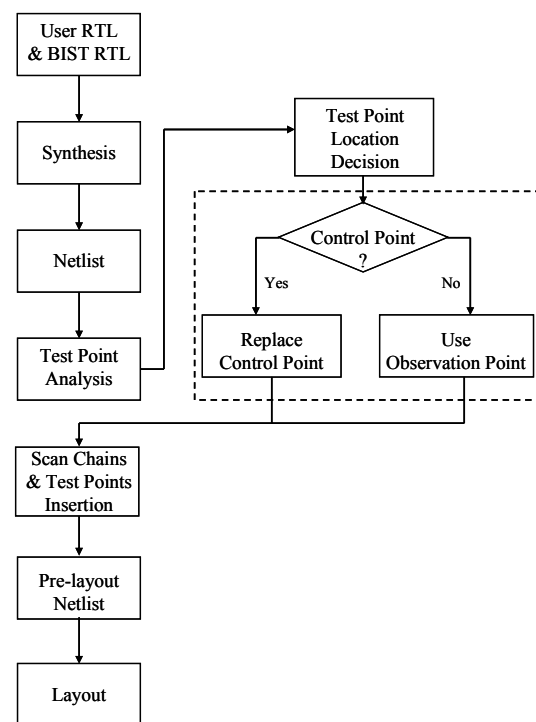 User RTL
& BIST RTL
Synthesis
Netlist
Test Point
Analysis
Test Point
Location
Decision
Control Point
?
Yes
No
Replace
Control Point
Use
Observation Point
Scan Chains
& Test Points
Insertion
Pre-layout
Netlist
Layout